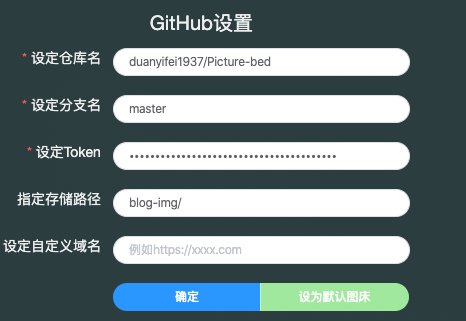 GitHub设置
* 设定仓库名
duanyifei1937/Picture-bed
* 设定分支名
master
* 设定Token
••••••••••••••••••••••••••••••••••••••••
指定存储路径
blog-img/
设定自定义域名
例如https://xxxx.com
确定
设为默认图床